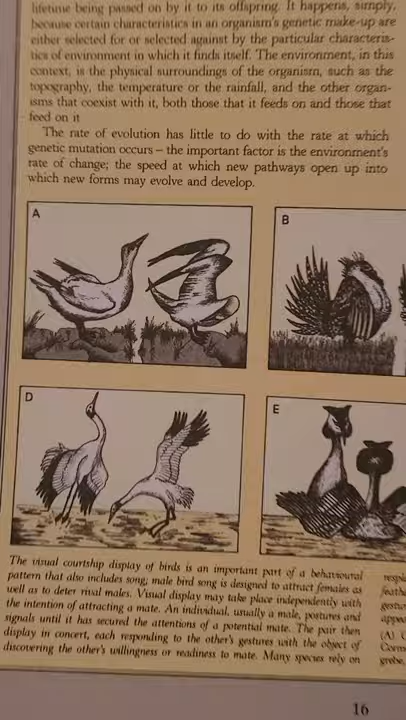 lifetime being passed on by it to its offspring. It happens, simply,
because certain characteristics in an organism's genetic make-up are
either selected for or selected against by the particular characteris-
tics of environment in which it finds itself. The environment, in this
context, is the physical surroundings of the organism, such as the
topography, the temperature or the rainfall, and the other organ-
isms that coexist with it, both those that it feeds on and those that
feed on it
The rate of evolution has little to do with the rate at which
genetic mutation occurs – the important factor is the environment's
rate of change; the speed at which new pathways open up into
which new forms may evolve and develop.
A
B
D
E
The visual courtship display of birds is an important part of a behavioural
pattern that also includes song; male bird song is designed to attract females as
well as to deter rival males. Visual display may take place independently with
the intention of attracting a mate. An individual, usually a male, postures and
signals until it has secured the attentions of a potential mate. The pair then
display in concert, each responding to the other's gestures with the object of
discovering the other's willingness or readiness to mate. Many species rely on
respl
feath
gestu
appea
(A) G
Corm
grebe.
16